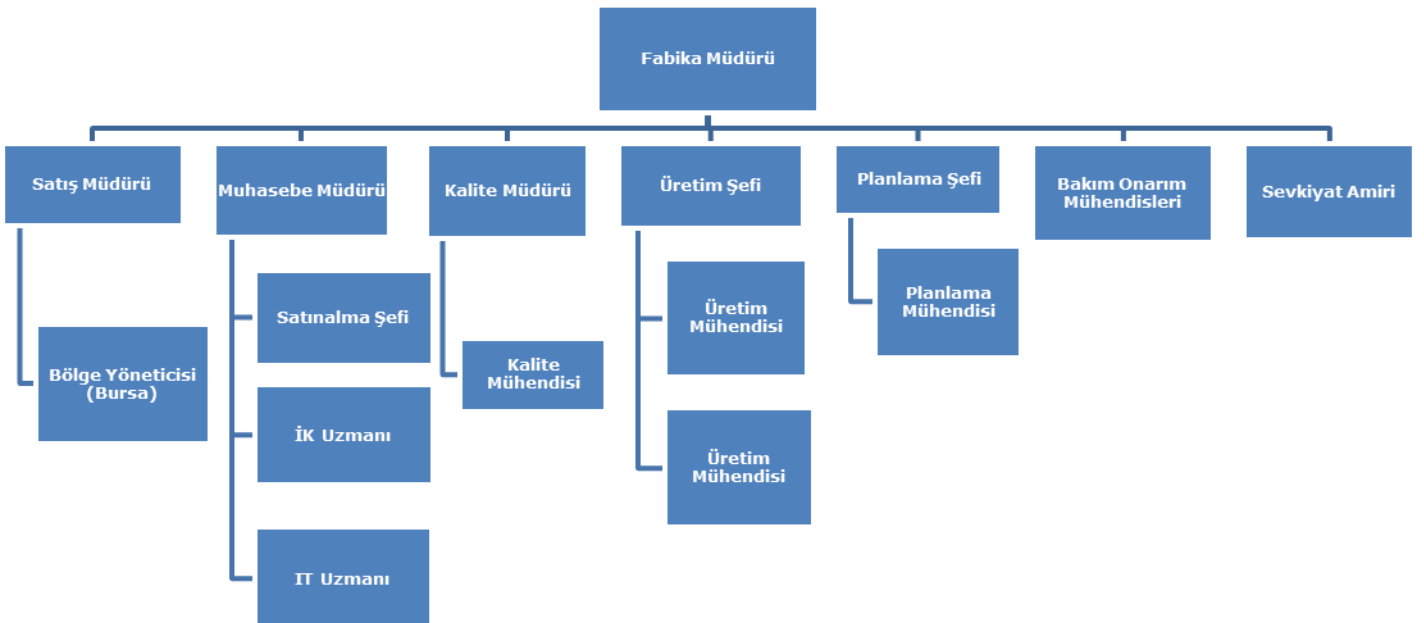 Fabika Müdürü
Satış Müdürü
Muhasebe Müdürü
Kalite Müdürü
Üretim Şefi
Planlama Şefi
Bakım Onarım
Mühendisleri
Sevkiyat Amiri
Bölge Yöneticisi
(Bursa)
Satınalma Şefi
İK Uzmanı
IT Uzmanı
Kalite
Mühendisi
Üretim
Mühendisi
Üretim
Mühendisi
Planlama
Mühendisi